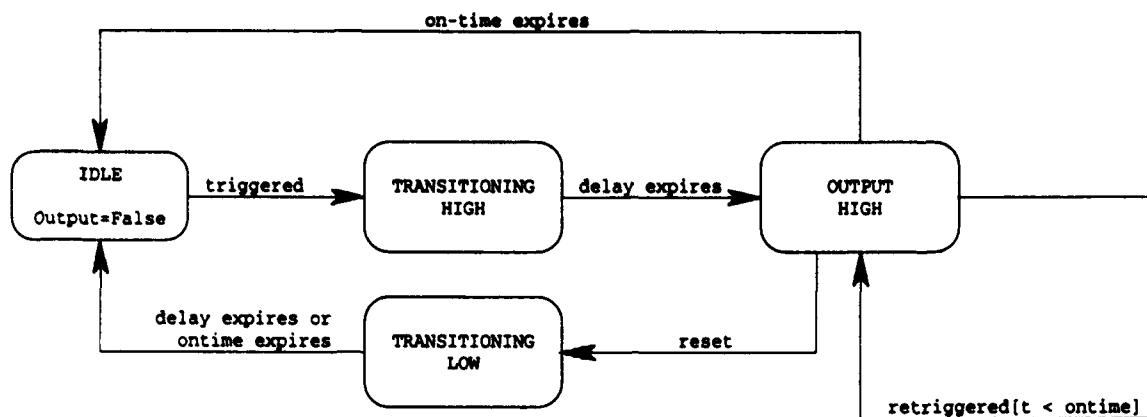 on-time expires
IDLE
Output=False
triggered
TRANSITIONING
HIGH
delay expires
OUTPUT
HIGH
delay expires or
ontime expires
TRANSITIONING
LOW
reset
retriggered[t < ontime]